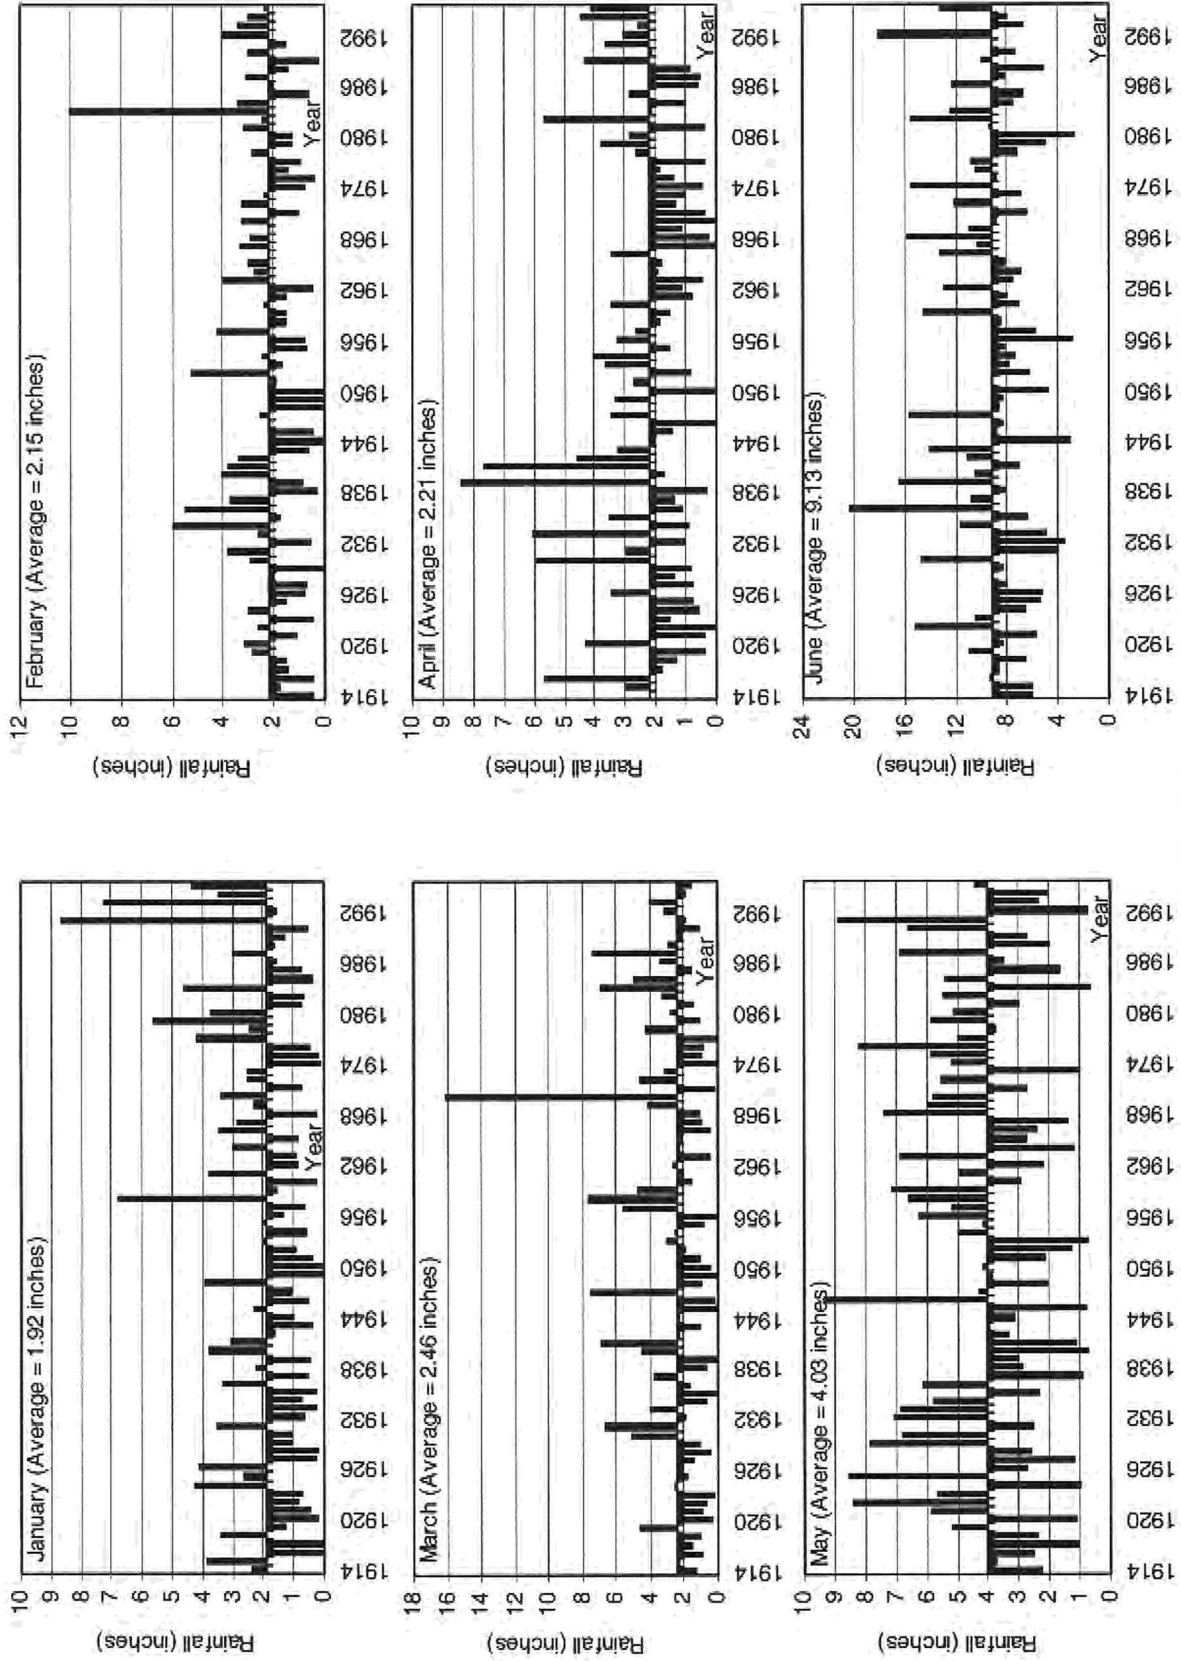 January (Average = 1.92 inches)
Rainfall (inches)
10
9
8
7
6
5
4
3
2
1
0
1914 1920 1926 1932 1938 1944 1950 1956 1962 1968 1974 1980 1986 1992
Year
February (Average = 2.15 inches)
Rainfall (inches)
12
10
8
6
4
2
0
1914 1920 1926 1932 1938 1944 1950 1956 1962 1968 1974 1980 1986 1992
Year
March (Average = 2.46 inches)
Rainfall (inches)
18
16
14
12
10
8
6
4
2
0
1914 1920 1926 1932 1938 1944 1950 1956 1962 1968 1974 1980 1986 1992
Year
April (Average = 2.21 inches)
Rainfall (inches)
10
9
8
7
6
5
4
3
2
1
0
1914 1920 1926 1932 1938 1944 1950 1956 1962 1968 1974 1980 1986 1992
Year
May (Average = 4.03 inches)
Rainfall (inches)
10
9
8
7
6
5
4
3
2
1
0
1914 1920 1926 1932 1938 1944 1950 1956 1962 1968 1974 1980 1986 1992
Year
June (Average = 9.13 inches)
Rainfall (inches)
24
20
16
12
8
4
0
1914 1920 1926 1932 1938 1944 1950 1956 1962 1968 1974 1980 1986 1992
Year